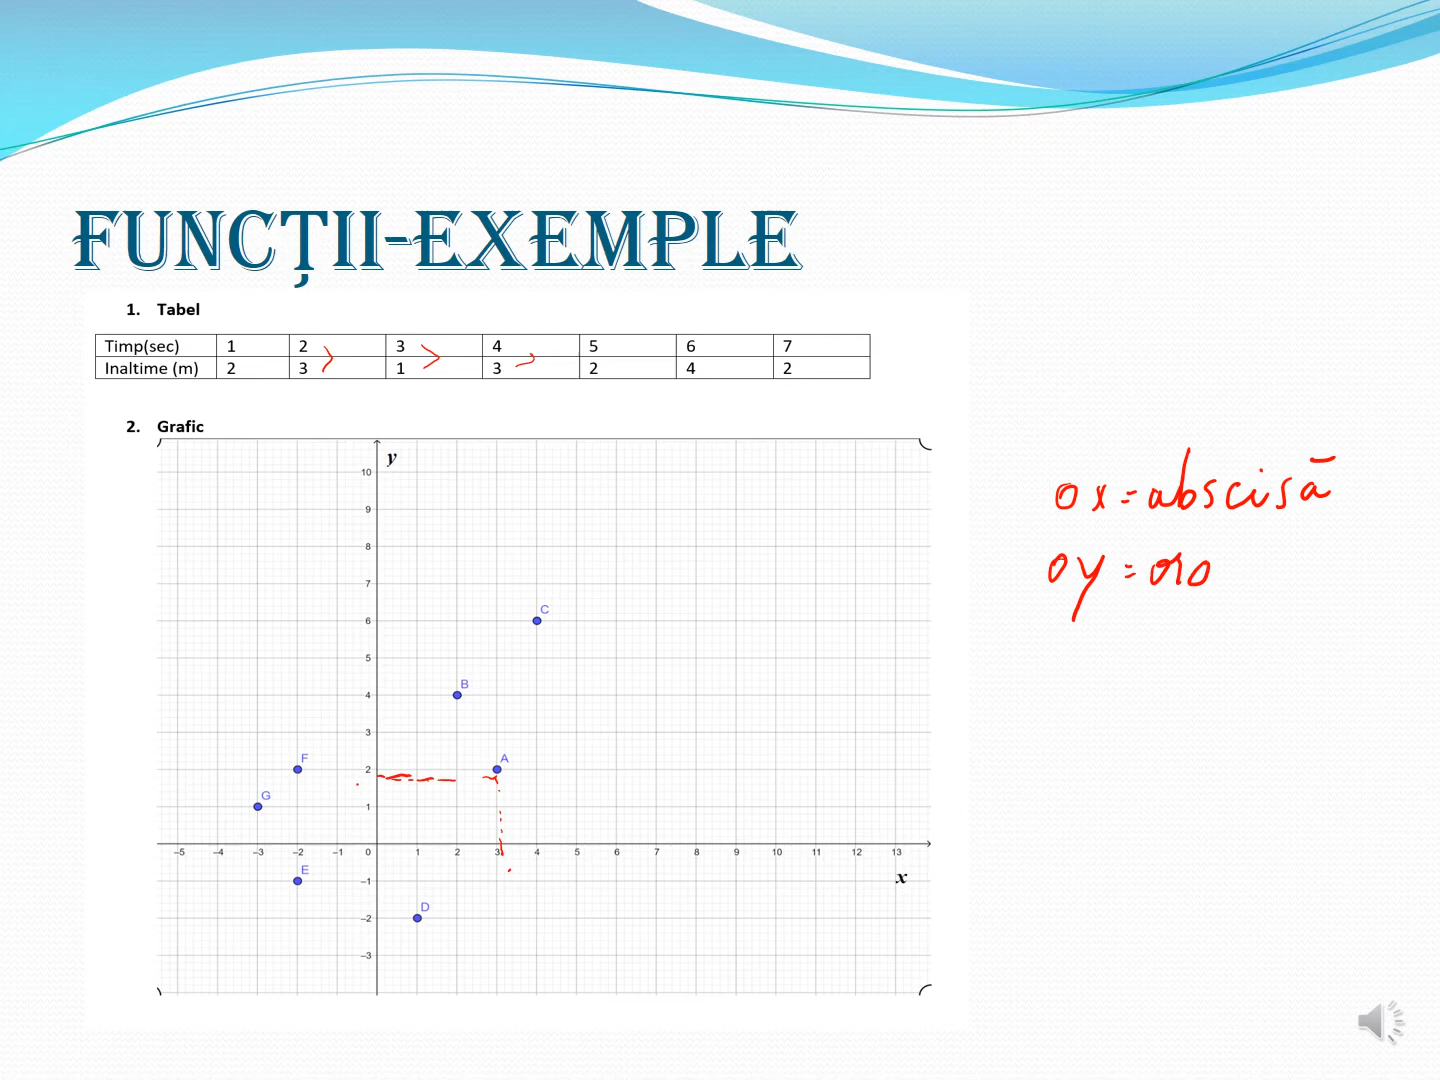 FUNCȚII-EXEMPLE
1. Tabel
Timp(sec) 1 2 3 4 5 6 7
Inaltime (m) 2 3 1 3 2 4 2
2. Grafic
y
10
9
8
7
C
6
5
B
4
3
F A
2
G
1
-5 -4 -3 -2 -1 0 1 2 3 4 5 6 7 8 9 10 11 12 13
E x
-1
D
-2
-3
ox = abscisā
oy = oro